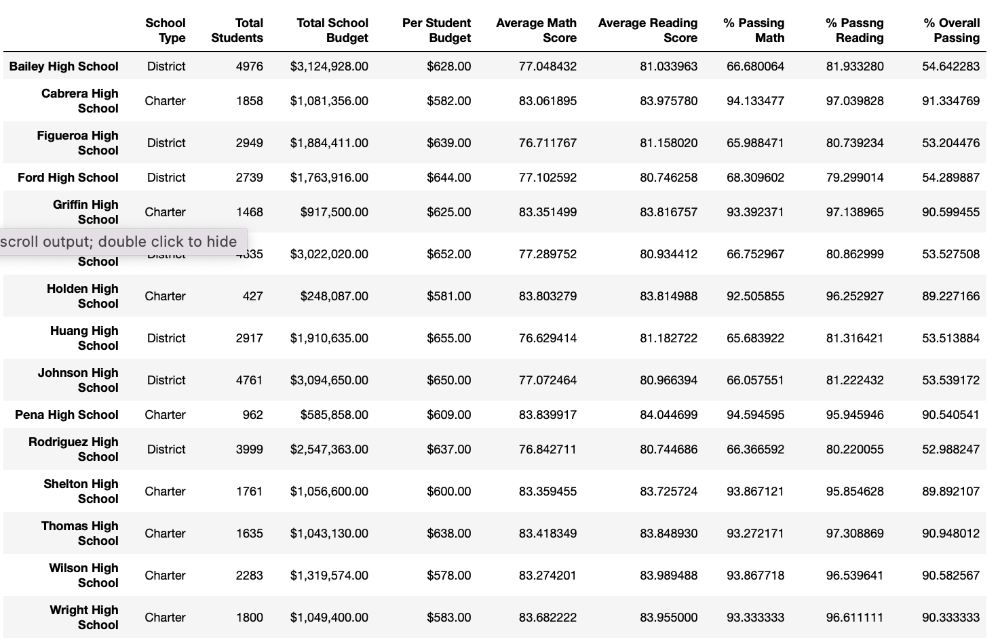 School Type Total Students Total School Budget Per Student Budget Average Math Score Average Reading Score % Passing Math % Passng Reading % Overall Passing
Bailey High School District 4976 $3,124,928.00 $628.00 77.048432 81.033963 66.680064 81.933280 54.642283
Cabrera High School Charter 1858 $1,081,356.00 $582.00 83.061895 83.975780 94.133477 97.039828 91.334769
Figueroa High School District 2949 $1,884,411.00 $639.00 76.711767 81.158020 65.988471 80.739234 53.204476
Ford High School District 2739 $1,763,916.00 $644.00 77.102592 80.746258 68.309602 79.299014 54.289887
Griffin High School Charter 1468 $917,500.00 $625.00 83.351499 83.816757 93.392371 97.138965 90.599455
scroll output; double click to hide
School District 4635 $3,022,020.00 $652.00 77.289752 80.934412 66.752967 80.862999 53.527508
Holden High School Charter 427 $248,087.00 $581.00 83.803279 83.814988 92.505855 96.252927 89.227166
Huang High School District 2917 $1,910,635.00 $655.00 76.629414 81.182722 65.683922 81.316421 53.513884
Johnson High School District 4761 $3,094,650.00 $650.00 77.072464 80.966394 66.057551 81.222432 53.539172
Pena High School Charter 962 $585,858.00 $609.00 83.839917 84.044699 94.594595 95.945946 90.540541
Rodriguez High School District 3999 $2,547,363.00 $637.00 76.842711 80.744686 66.366592 80.220055 52.988247
Shelton High School Charter 1761 $1,056,600.00 $600.00 83.359455 83.725724 93.867121 95.854628 89.892107
Thomas High School Charter 1635 $1,043,130.00 $638.00 83.418349 83.848930 93.272171 97.308869 90.948012
Wilson High School Charter 2283 $1,319,574.00 $578.00 83.274201 83.989488 93.867718 96.539641 90.582567
Wright High School Charter 1800 $1,049,400.00 $583.00 83.682222 83.955000 93.333333 96.611111 90.333333